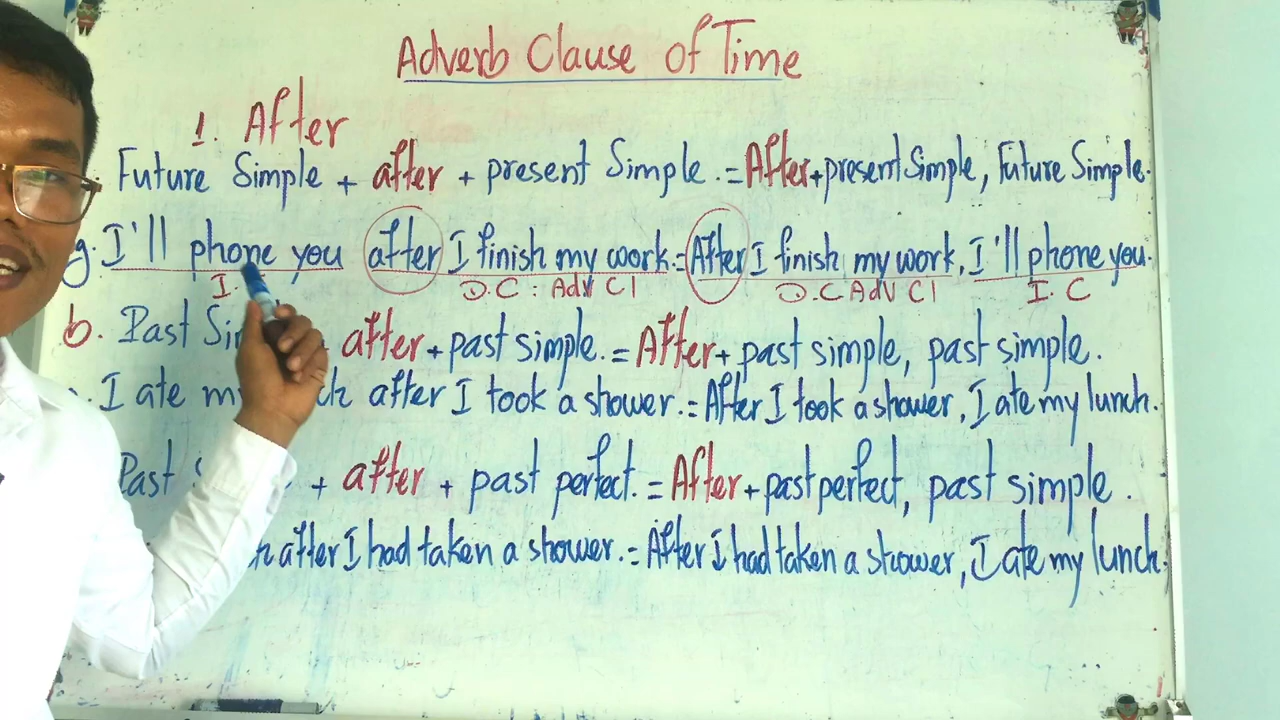 Adverb Clause of Time
1. After
Future Simple + after + present Simple. = After + present Simple, Future Simple.
g. I'll phone you after I finish my work. = After I finish my work, I'll phone you.
I. D.C : Adv Cl D.C Adv Cl I. C
b. Past after + past simple. = After + past simple, past simple.
I ate after I took a shower. = After I took a shower, I ate my lunch.
Past + after + past perfect. = After + past perfect, past simple.
after I had taken a shower. = After I had taken a shower, I ate my lunch.